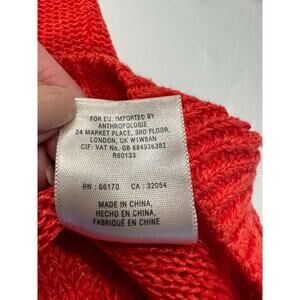 FOR EU: IMPORTED BY
ANTHROPOLOGIE
24 MARKET PLACE, 3RD FLOOR,
LONDON, UK W1W8AN
CIF: VAT No. GB 684936382
R60133
RN : 66170 CA : 32054
MADE IN CHINA,
HECHO EN CHINA,
FABRIQUÉ EN CHINE